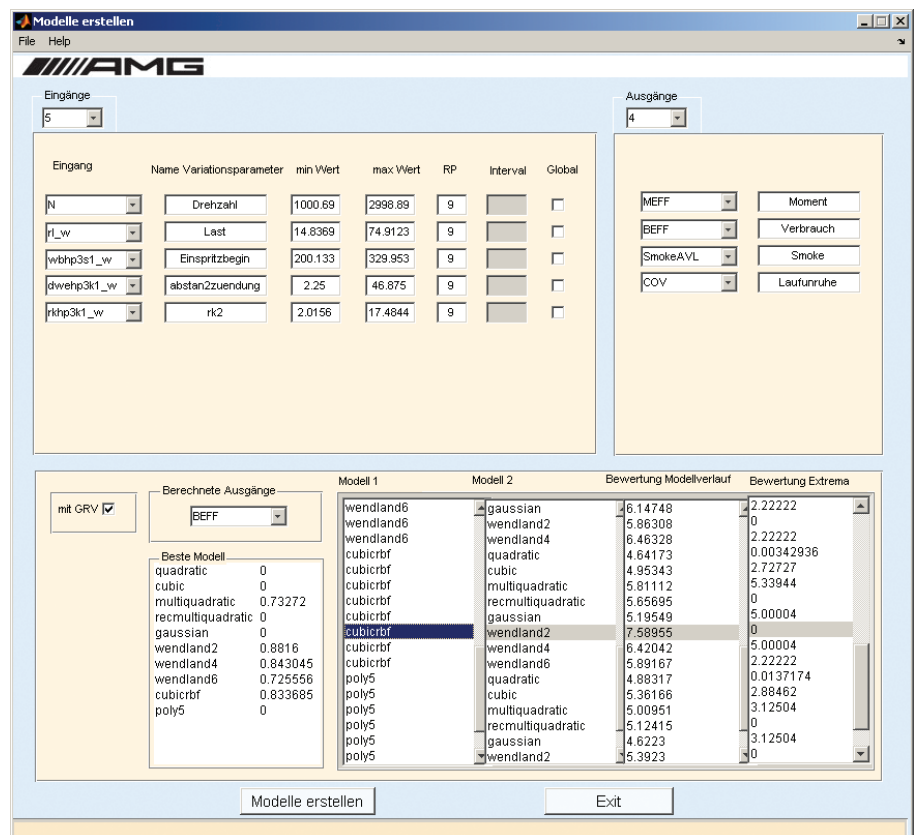 Modelle erstellen
File Help
AMG
Eingänge
5
Ausgänge
4
Eingang Name Variationsparameter min Wert max Wert RP Interval Global
N Drehzahl 1000.69 2998.89 9
rl_w Last 14.8369 74.9123 9
wbhp3s1_w Einspritzbegin 200.133 329.953 9
dwehp3k1_w abstan2zuendung 2.25 46.875 9
rkhp3k1_w rk2 2.0156 17.4844 9
MEFF Moment
BEFF Verbrauch
SmokeAVL Smoke
COV Laufunruhe
mit GRV
Berechnete Ausgänge
BEFF
Beste Modell
quadratic 0
cubic 0
multiquadratic 0.73272
recmultiquadratic 0
gaussian 0
wendland2 0.8816
wendland4 0.843045
wendland6 0.725556
cubicrbf 0.833685
poly5 0
Modell 1 Modell 2 Bewertung Modellverlauf Bewertung Extrema
wendland6 gaussian 6.14748 2.22222
wendland6 wendland2 5.86308 0
wendland6 wendland4 6.46328 2.22222
cubicrbf quadratic 4.64173 0.00342936
cubicrbf cubic 4.95343 2.72727
cubicrbf multiquadratic 5.81112 5.33944
cubicrbf recmultiquadratic 5.65695 0
cubicrbf gaussian 5.19549 5.00004
cubicrbf wendland2 7.58955 0
cubicrbf wendland4 6.42042 5.00004
cubicrbf wendland6 5.89167 2.22222
poly5 quadratic 4.88317 0.0137174
poly5 cubic 5.36166 2.88462
poly5 multiquadratic 5.00951 3.12504
poly5 recmultiquadratic 5.12415 0
poly5 gaussian 4.6223 3.12504
poly5 wendland2 5.3923 0
Modelle erstellen Exit